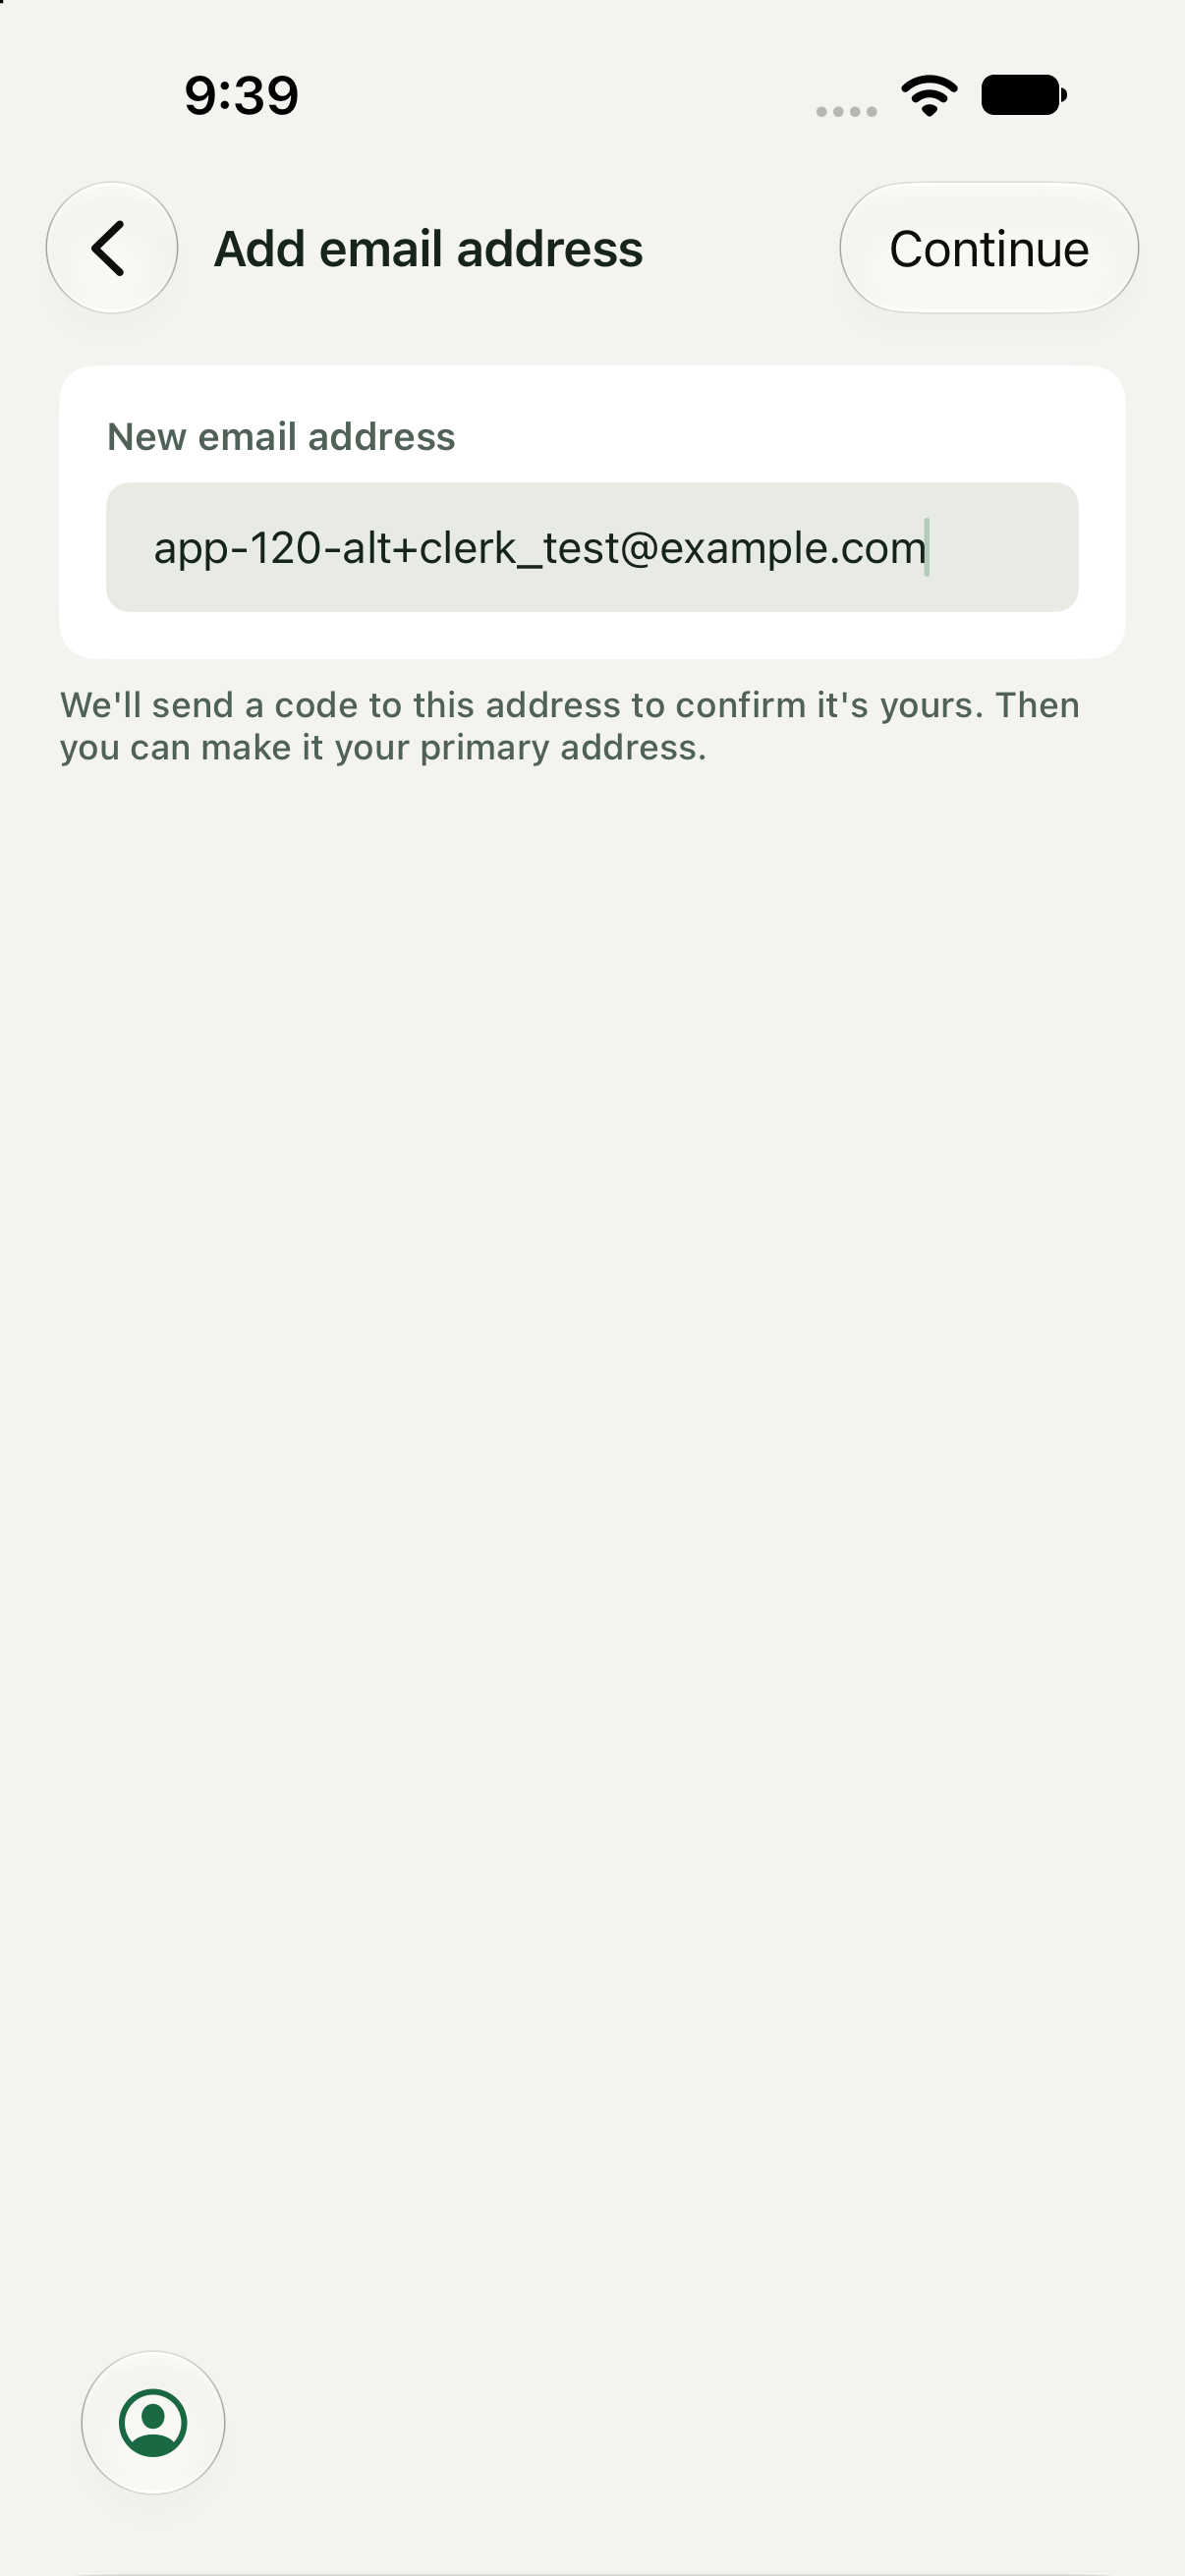 9:39
Add email address
Continue
New email address
app-120-alt+clerk_test@example.com
We'll send a code to this address to confirm it's yours. Then
you can make it your primary address.